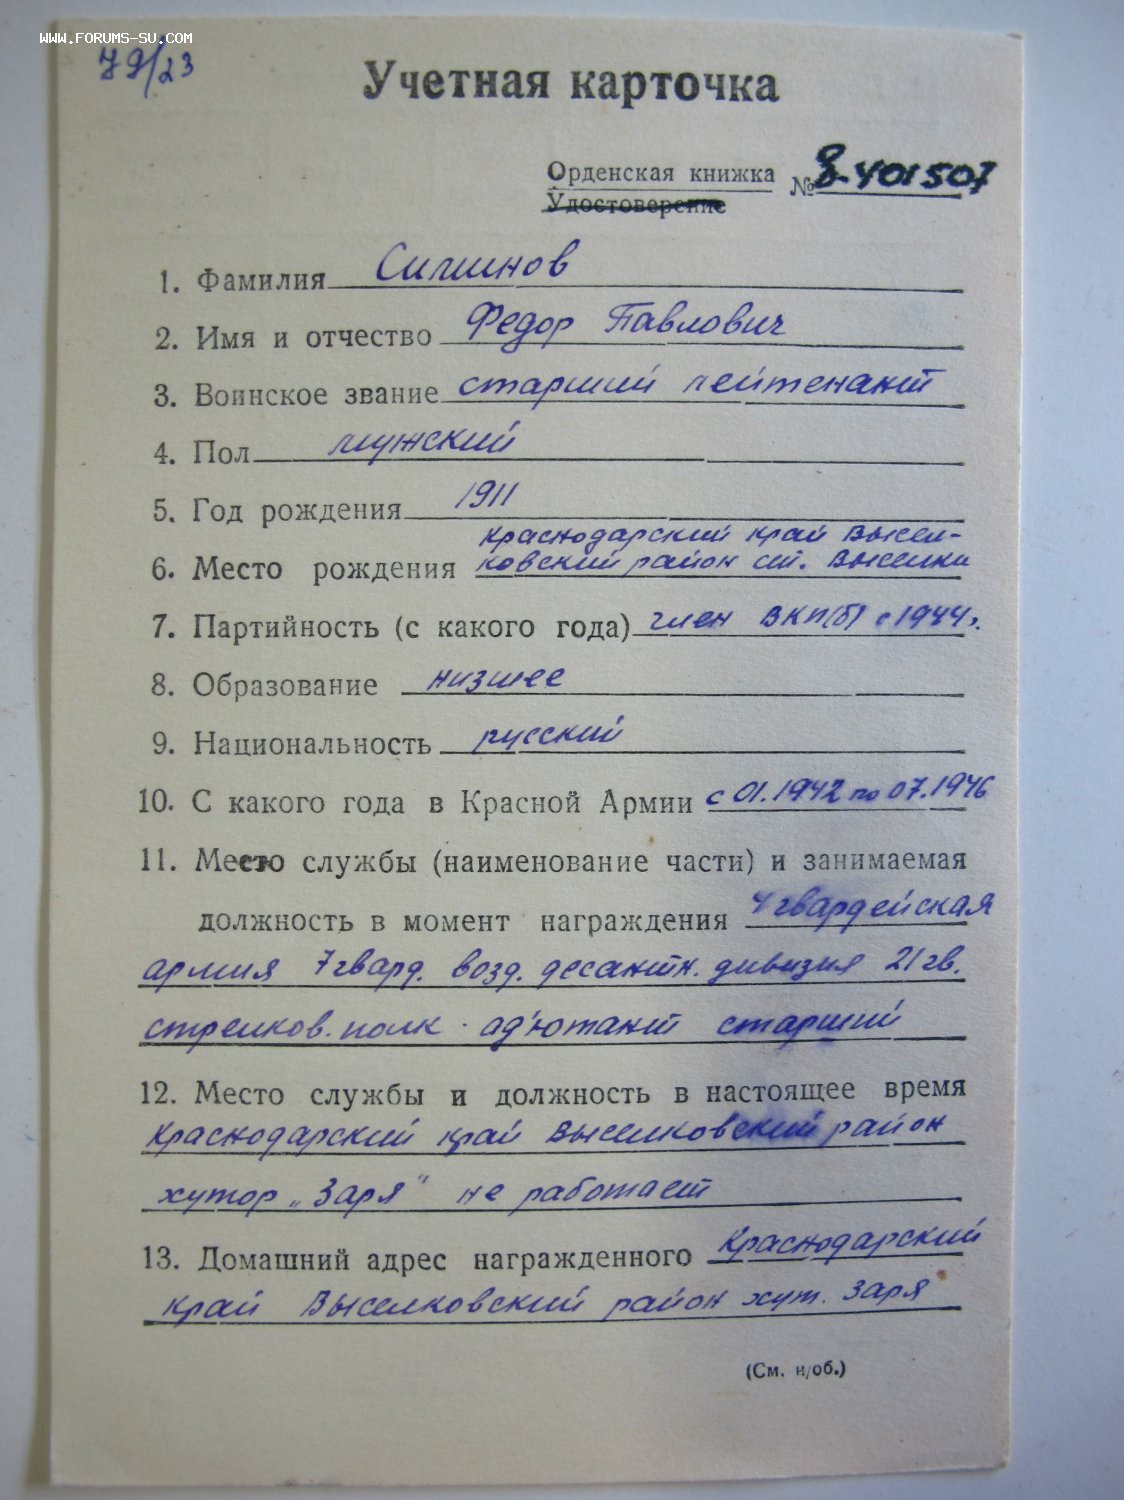 WWW.FORUMS-SU.COM
79/23
Учетная карточка
Орденская книжка
Удостоверение
№ 401507
1. Фамилия
2. Имя и отчество Федор Павлович
3. Воинское звание старший лейтенант
4. Пол мужский
5. Год рождения 1911
Краснодарский край Высел-
6. Место рождения ковский район ст. Выселки
7. Партийность (с какого года) член ВКП(б) с 1944 г.
8. Образование низшее
9. Национальность русский
10. С какого года в Красной Армии с 01.1942 по 07.1946
11. Место службы (наименование части) и занимаемая
должность в момент награждения 4 гвардейская
армия 7 гвард. возд. десантн. дивизия 21 гв.
стрелков. полк. ад'ютант старший
12. Место службы и должность в настоящее время
Краснодарский край Выселковский район
хутор „Заря“ не работает
13. Домашний адрес награжденного Краснодарский
край Выселковский район хут. Заря
(См. н/об.)